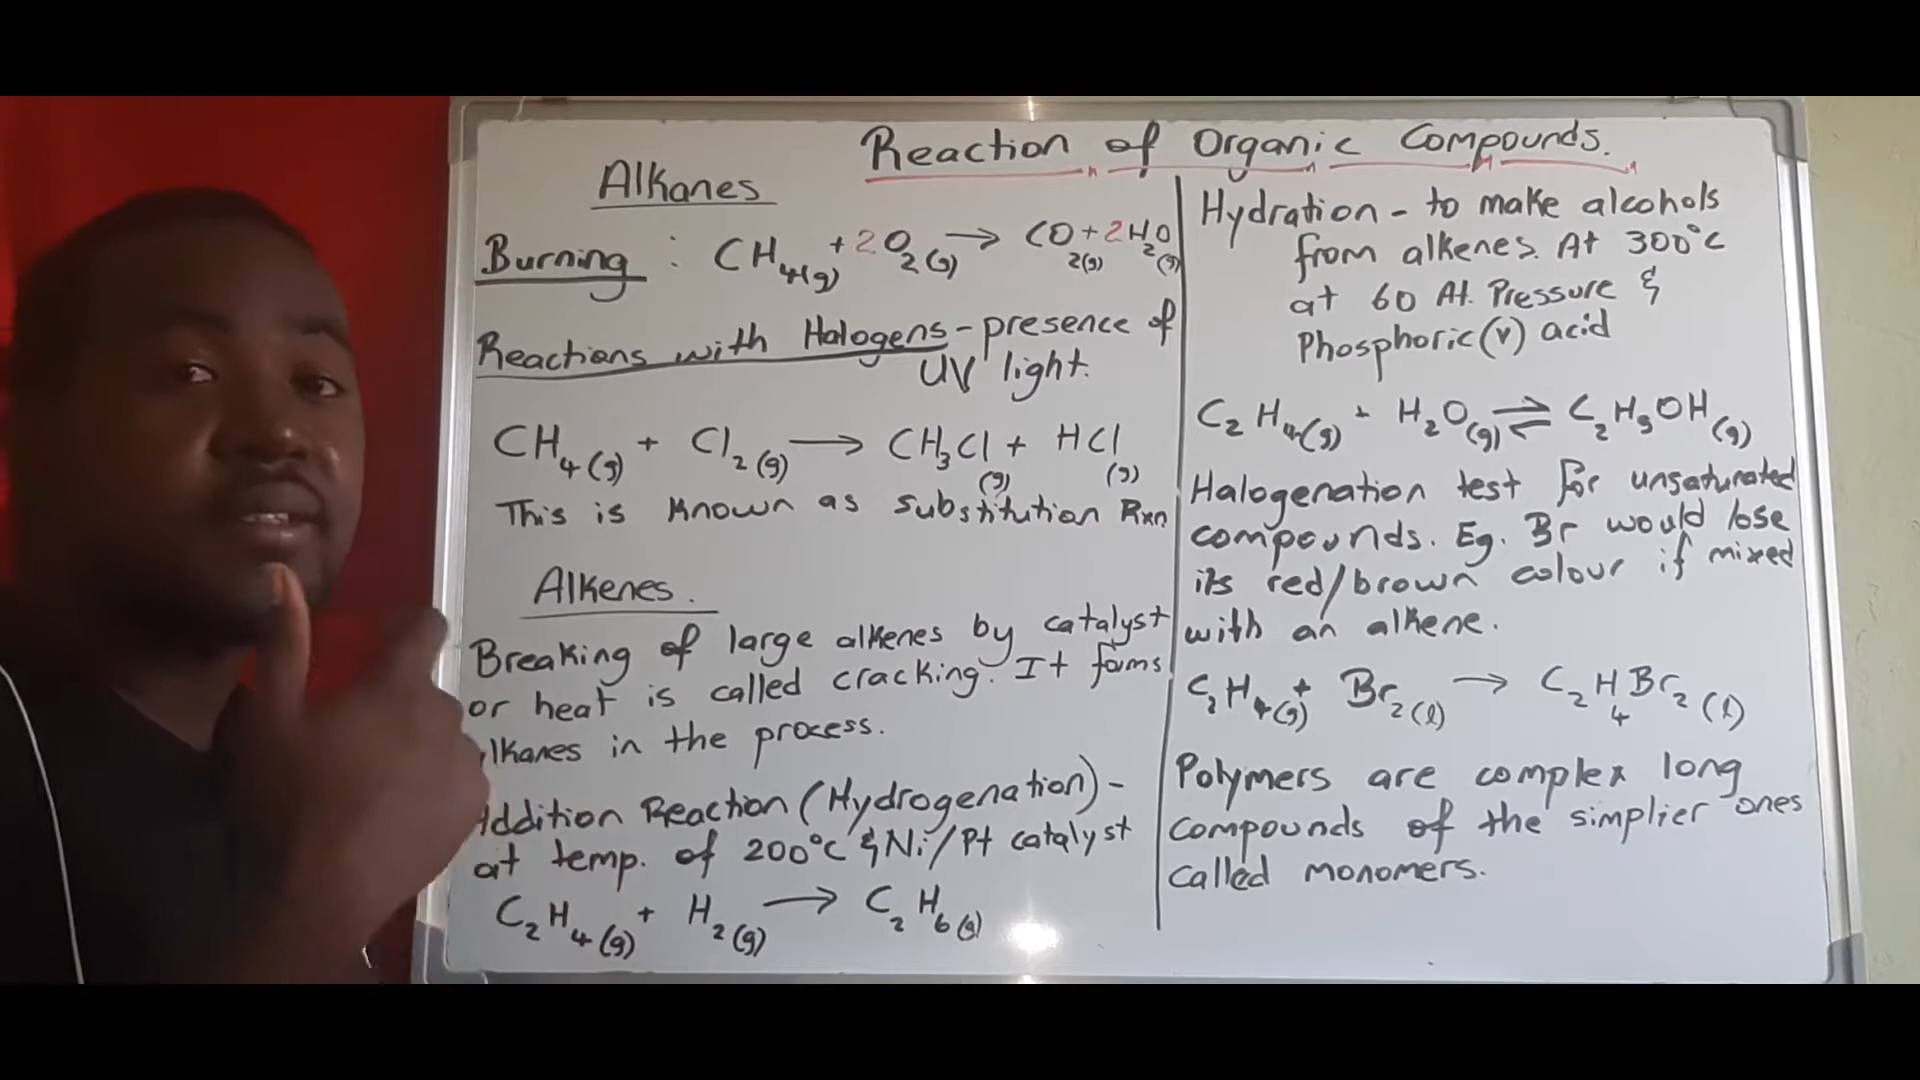 Reaction of Organic Compounds.
Alkanes
Burning : CH4(g) + 2O2(g) → CO2(g) + 2H2O(g)
Reactions with Halogens - presence of
UV light.
CH4(g) + Cl2(g) → CH3Cl(g) + HCl(g)
This is known as substitution Rxn
Alkenes.
Breaking of large alkenes by catalyst
or heat is called cracking. It forms
lkanes in the process.
Addition Reaction (Hydrogenation) -
at temp. of 200°C & Ni/Pt catalyst
C2H4(g) + H2(g) → C2H6(g)
Hydration - to make alcohols
from alkenes. At 300°C
at 60 At. Pressure &
Phosphoric (v) acid
C2H4(g) + H2O(g) ⇌ C2H5OH(g)
Halogenation test for unsaturated
compounds. Eg. Br would lose
its red/brown colour if mixed
with an alkene.
C2H4(g) + Br2(l) → C2H4Br2(l)
Polymers are complex long
compounds of the simplier ones
called monomers.